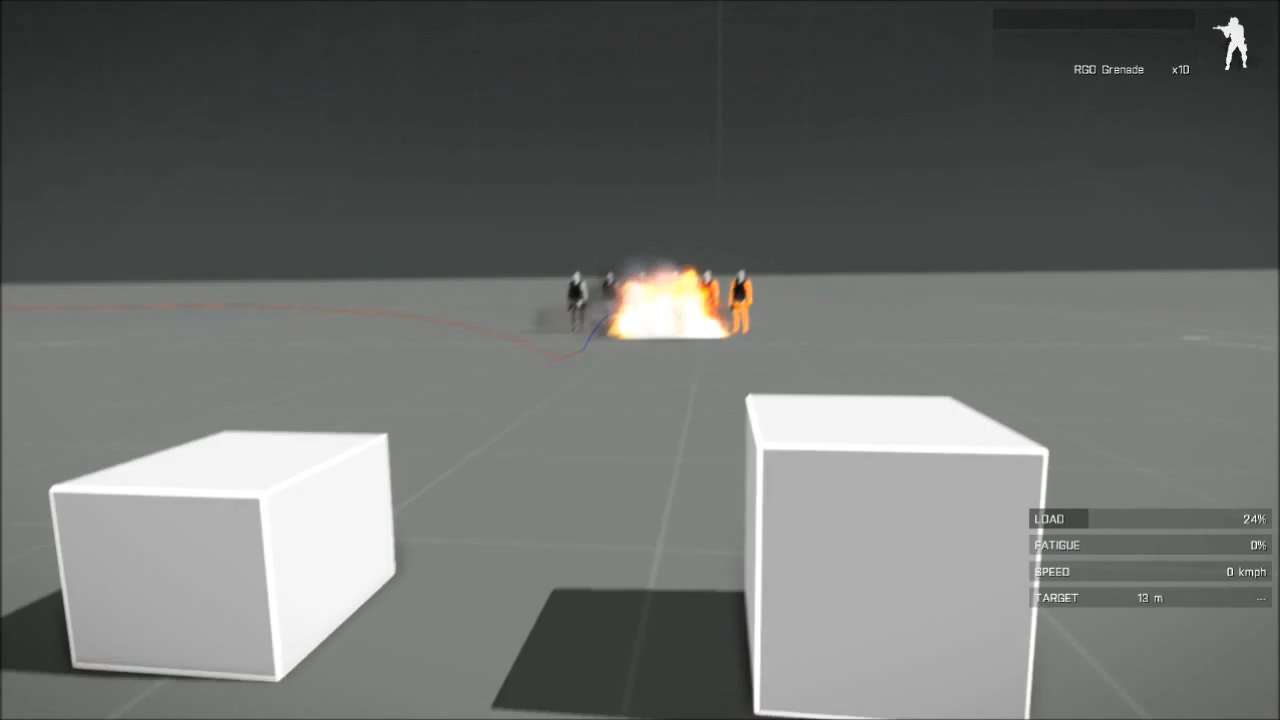 RGO Grenade x10
LOAD 24%
FATIGUE 0%
SPEED 0 kmph
TARGET 13 m ---